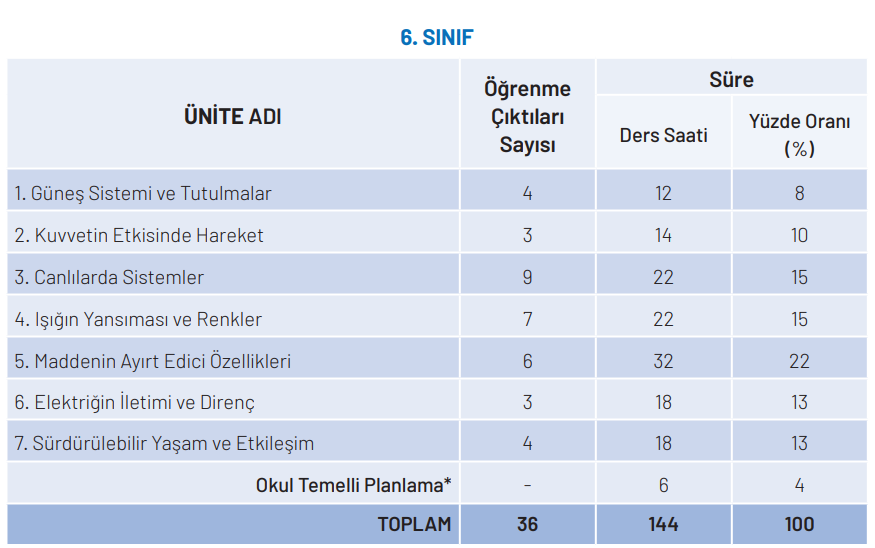 6. SINIF
ÜNİTE ADI
Öğrenme
Çıktıları
Sayısı
Süre
Ders Saati
Yüzde Oranı
(%)
1. Güneş Sistemi ve Tutulmalar 4 12 8
2. Kuvvetin Etkisinde Hareket 3 14 10
3. Canlılarda Sistemler 9 22 15
4. Işığın Yansıması ve Renkler 7 22 15
5. Maddenin Ayırt Edici Özellikleri 6 32 22
6. Elektriğin İletimi ve Direnç 3 18 13
7. Sürdürülebilir Yaşam ve Etkileşim 4 18 13
Okul Temelli Planlama* - 6 4
TOPLAM 36 144 100